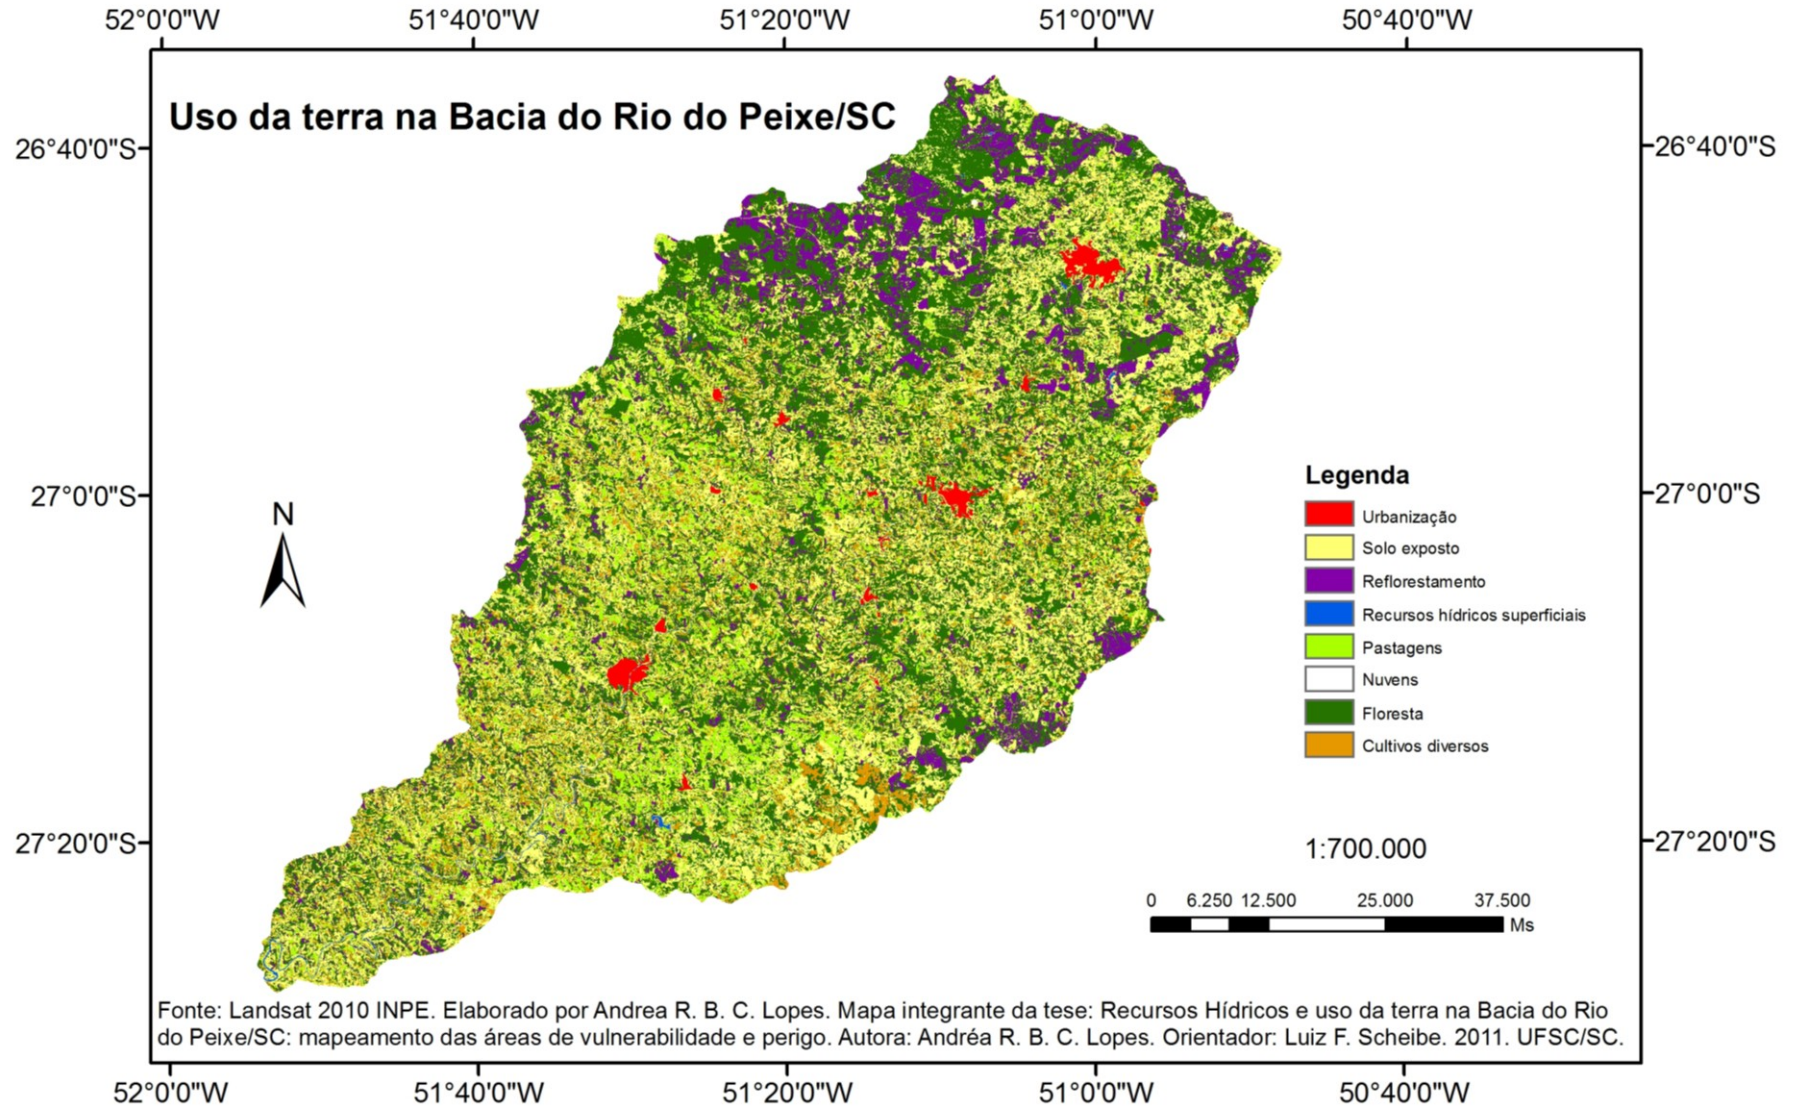 52°0'0"W 51°40'0"W 51°20'0"W 51°0'0"W 50°40'0"W
Uso da terra na Bacia do Rio do Peixe/SC
26°40'0"S 26°40'0"S
27°0'0"S 27°0'0"S
N
Legenda
Urbanização
Solo exposto
Reflorestamento
Recursos hídricos superficiais
Pastagens
Nuvens
Floresta
Cultivos diversos
27°20'0"S 27°20'0"S
1:700.000
0 6.250 12.500 25.000 37.500
Ms
Fonte: Landsat 2010 INPE. Elaborado por Andrea R. B. C. Lopes. Mapa integrante da tese: Recursos Hídricos e uso da terra na Bacia do Rio
do Peixe/SC: mapeamento das áreas de vulnerabilidade e perigo. Autora: Andréa R. B. C. Lopes. Orientador: Luiz F. Scheibe. 2011. UFSC/SC.
52°0'0"W 51°40'0"W 51°20'0"W 51°0'0"W 50°40'0"W